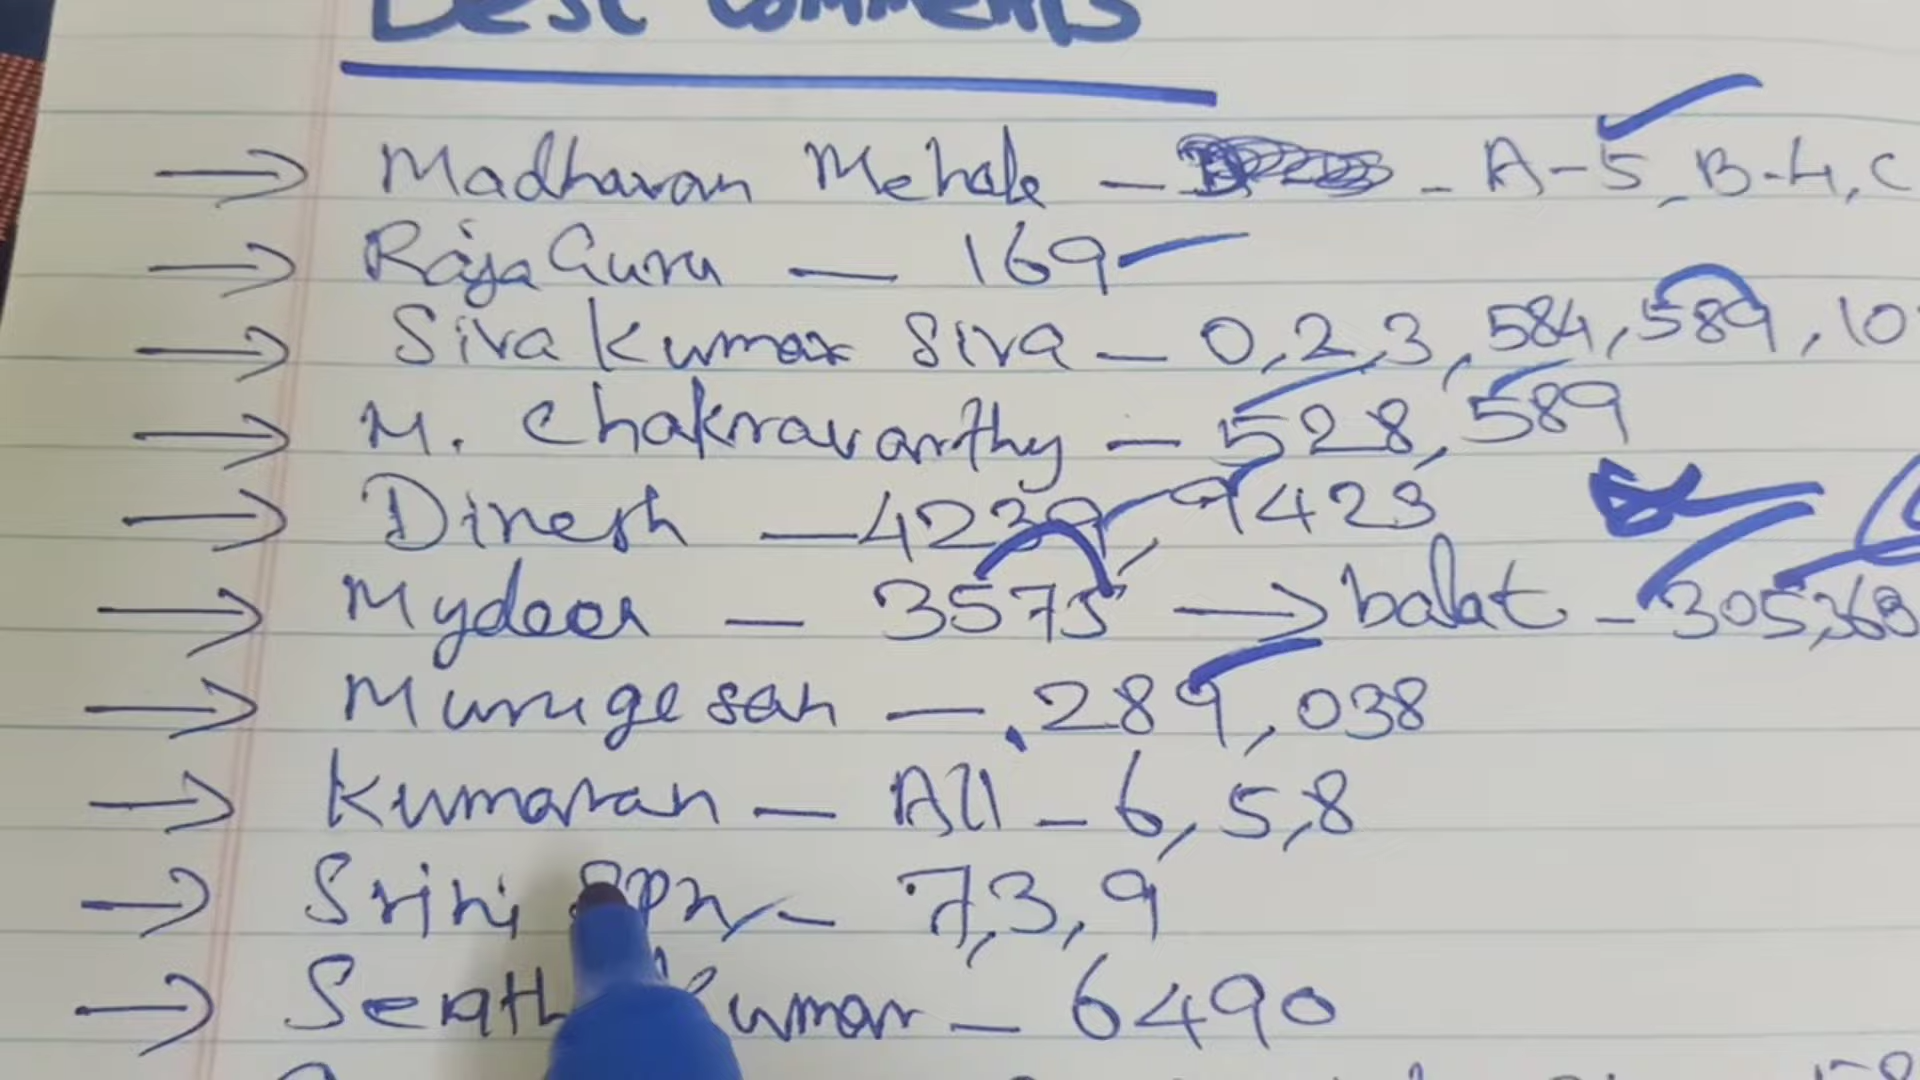 Best Comments
→ Madhavan Mehale - - A-5, B-4, C
→ Raja Guru - 169
→ Siva Kumar Siva - 0, 2, 3, 584, 589, 10
→ M. Chakravarthy - 528, 589
→ Dinesh - 4239, 9423
→ Mydeen - 3575 → balat - 305, 368
→ Murugesan - 289, 038
→ Kumaran - All - 6, 5, 8
→ Srini - 7, 3, 9
→ Kumar - 6490